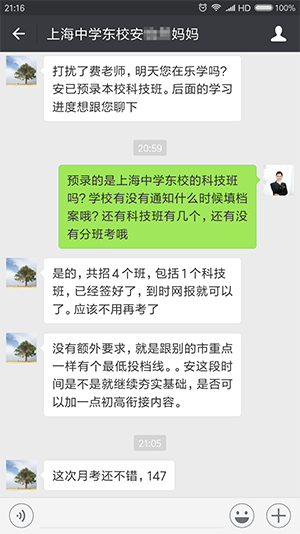 21:16
100%
上海中学东校安
妈妈
打扰了费老师，明天您在乐学吗？
安已预录本校科技班。后面的学习
进度想跟您聊下
20:59
预录的是上海中学东校的科技班
吗？学校有没有通知什么时候填档
案哦？还有科技班有几个，还有没
有分班考哦
是的，共招4个班，包括1个科技
班，已经签好了，到时网报就可以
了。应该不用再考了
没有额外要求，就是跟别的市重点
一样有个最低投档线。。安这段时
间是不是就继续夯实基础，是否可
以加一点初高衔接内容。
21:05
这次月考还不错，147